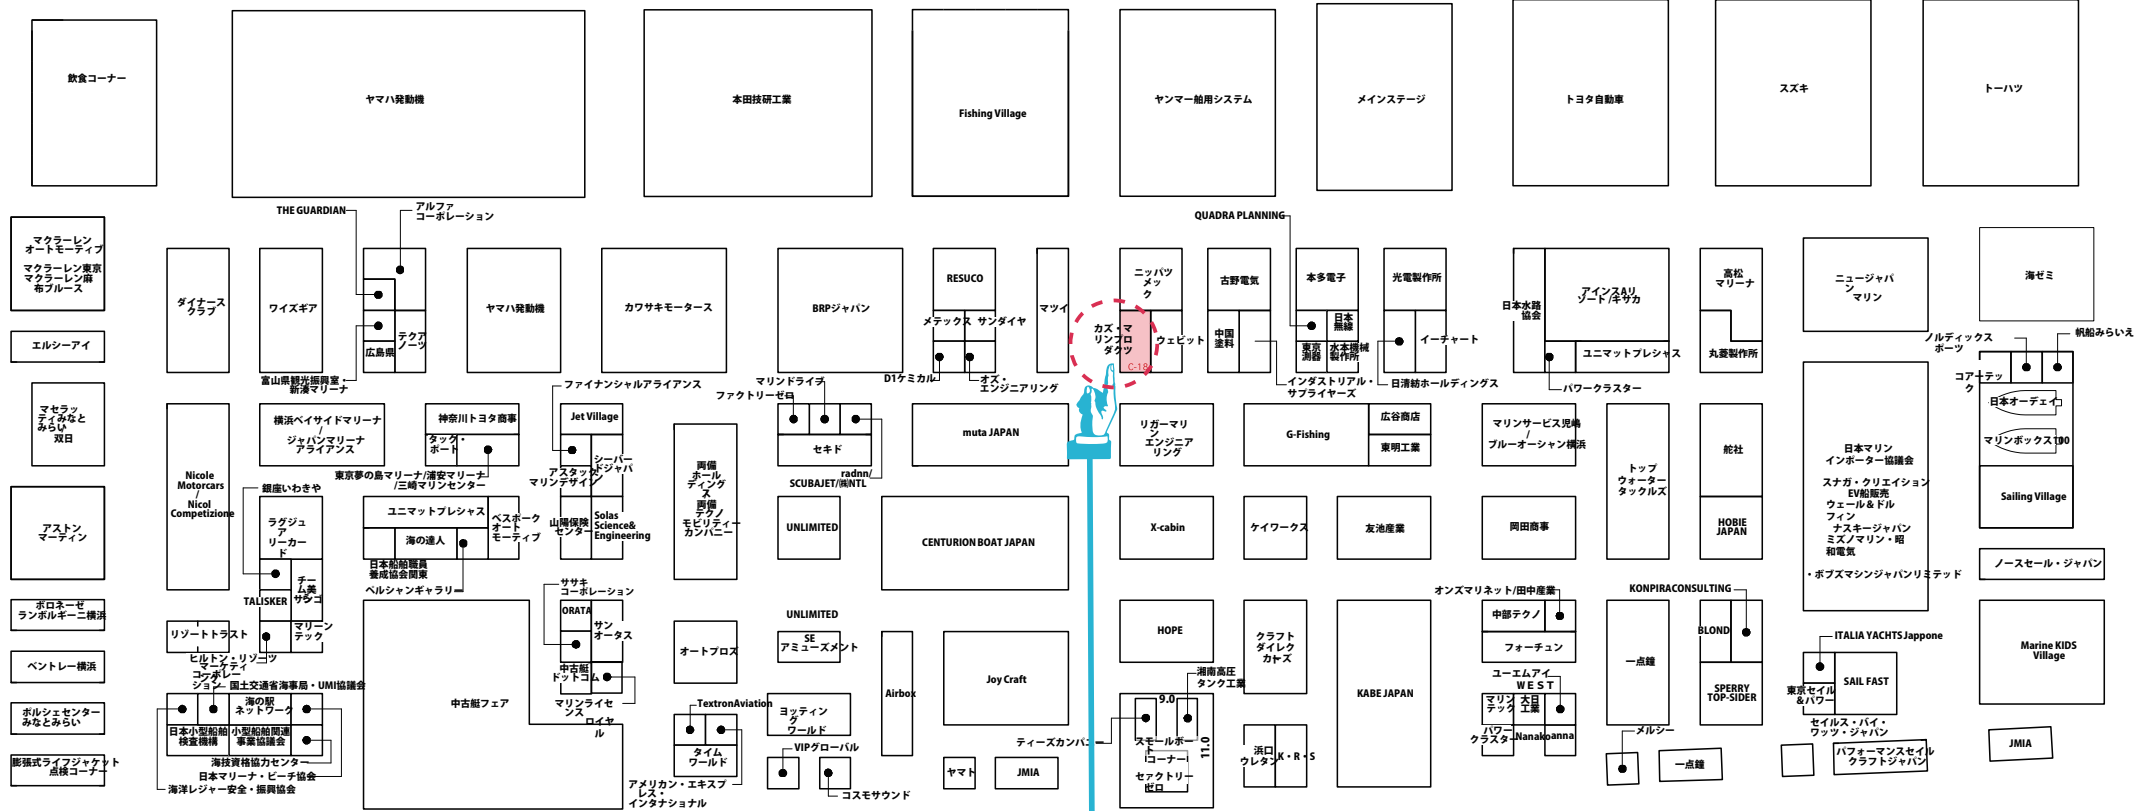 飲食コーナー
ヤマハ発動機
本田技研工業
Fishing Village
ヤンマー舶用システム
メインステージ
トヨタ自動車
スズキ
トーハツ
THE GUARDIAN
アルファ
コーポレーション
QUADRA PLANNING
マクラーレン
オートモーティブ
マクラーレン東京
マクラーレン麻
布ブルース
ダイナース
クラブ
ワイズギア
広島県
テクア
ノーツ
富山県観光振興室・
新湊マリーナ
ヤマハ発動機
カワサキモータース
BRPジャパン
RESUCO
メテックス
サンダイヤ
D1ケミカル
オズ・
エンジニアリング
マツイ
ニッパツ
メッ
ク
カズ・マ
リンプロ
ダクツ
C-18
ウェビット
古野電気
中国
塗料
インダストリアル・
サプライヤーズ
本多電子
日本
無線
東京
測器
水本機械
製作所
光電製作所
イーチャート
日清紡ホールディングス
日本水路
協会
アインスAリ
ゾート/キサカ
ユニマットプレシャス
パワークラスター
高松
マリーナ
丸菱製作所
ニュージャパ
ン
マリン
海ゼミ
ノルディックス
ポーツ
帆船みらいえ
コアーテッ
ク
日本オーデェイ
マリンボックス100
Sailing Village
エルシーアイ
マセラッ
ティみなと
みらい
双日
アストン
マーティン
ボロネーゼ
ランボルギーニ横浜
ベントレー横浜
ポルシェセンター
みなとみらい
膨張式ライフジャケット
点検コーナー
Nicole
Motorcars
/
Nicol
Competizione
横浜ベイサイドマリーナ
/
ジャパンマリーナ
アライアンス
神奈川トヨタ商事
タック・
ポート
東京夢の島マリーナ/浦安マリーナ
/三崎マリンセンター
ファイナンシャルアライアンス
Jet Village
アスタック
マリンデザイン
シーバー
ドジャパ
ン
山陽保険
センター
Solas
Science&
Engineering
両備
ホール
ディング
ス
両備
テクノ
モビリティー
カンパニー
マリンドライブ
ファクトリーゼロ
セキド
radnn/
SCUBAJET/㈱NTL
muta JAPAN
リガーマリ
ン
エンジニア
リング
G-Fishing
広谷商店
東明工業
マリンサービス児嶋
/
ブルーオーシャン横浜
トップ
ウォーター
タックルズ
舵社
HOBIE
JAPAN
日本マリン
インポーター協議会
スナガ・クリエイション
EV船販売
ウェール＆ドル
フィン
ナスキージャパン
ミズノマリン・昭
和電気
・ボブズマシンジャパンリミテッド
銀座いわきや
ラグジュ
ア
リーカー
ド
TALISKER
チー
ム美
サンゴ
マリーン
テック
ユニマットプレシャス
海の達人
ベスポーク
オート
モーティブ
日本船舶職員
養成協会関東
ペルシャンギャラリー
UNLIMITED
CENTURION BOAT JAPAN
X-cabin
ケイワークス
友池産業
岡田商事
ノースセール・ジャパン
リゾートトラスト
ヒルトン・リゾーツ
マーケティ
ング
コーポレー
ション
国土交通省海事局・UMI協議会
海の駅
ネットワーク
日本小型船舶
検査機構
小型船舶関連
事業協議会
海技資格協力センター
日本マリーナ・ビーチ協会
海洋レジャー安全・振興協会
中古艇フェア
ササキ
コーポレーション
ORATA
サン
オータス
中古艇
ドットコム
マリンライセ
ンス
ロイヤ
ル
オートプロズ
TextronAviation
タイム
ワールド
アメリカン・エキスプ
レス・
インタナショナル
UNLIMITED
SE
アミューズメント
ヨッティン
グ
ワールド
VIPグローバル
コスモサウンド
Airbox
Joy Craft
ヤマト
JMIA
HOPE
湘南高圧
タンク工業
9.0
11.0
ティーズカンパニー
スモールボー
ト
コーナー
セァクトリー
ゼロ
クラフト
ダイレク
カーズ
浜口
ウレタン
K・R・S
KABE JAPAN
オンズマリネット/田中産業
中部テクノ
フォーチュン
ユーエムアイ
WEST
マリン
テック
大日
工業
パワー
クラスター
Nanako
anna
一点鐘
メルシー
一点鐘
KONPIRACONSULTING
BLOND
SPERRY
TOP-SIDER
ITALIA YACHTS Jappone
東京セイル
＆パワー
SAIL FAST
セイルス・バイ・
ワッツ・ジャパン
パフォーマンスセイル
クラフトジャパン
JMIA
Marine KIDS
Village